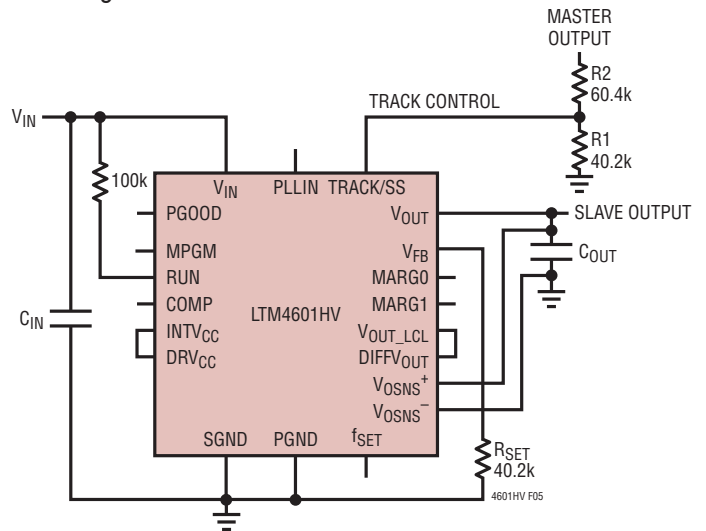 MASTER
OUTPUT
R2
60.4k
TRACK CONTROL
R1
40.2k
VIN
100k
VIN
PLLIN
TRACK/SS
PGOOD
VOUT
SLAVE OUTPUT
MPGM
VFB
COUT
RUN
MARG0
COMP
MARG1
LTM4601HV
CIN
INTVCC
VOUT_LCL
DRVCC
DIFFVOUT
VOSNS+
VOSNS–
SGND
PGND
fSET
RSET
40.2k
4601HV F05